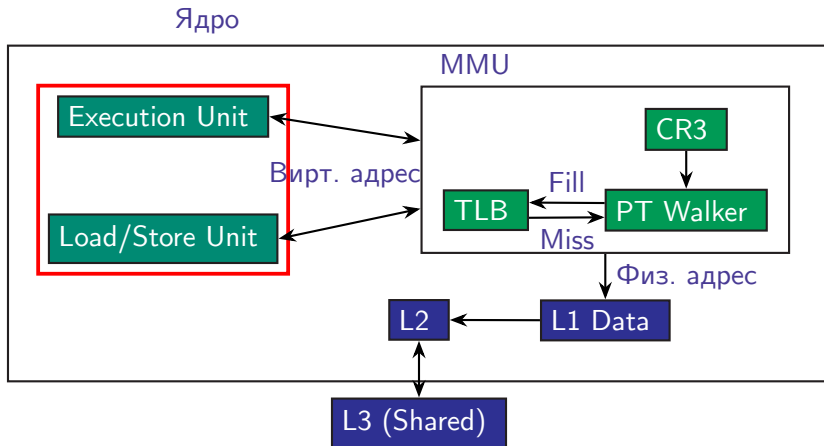 Ядро
MMU
Execution Unit
CR3
Вирт. адрес
Fill
TLB
PT Walker
Load/Store Unit
Miss
Физ. адрес
L2
L1 Data
L3 (Shared)